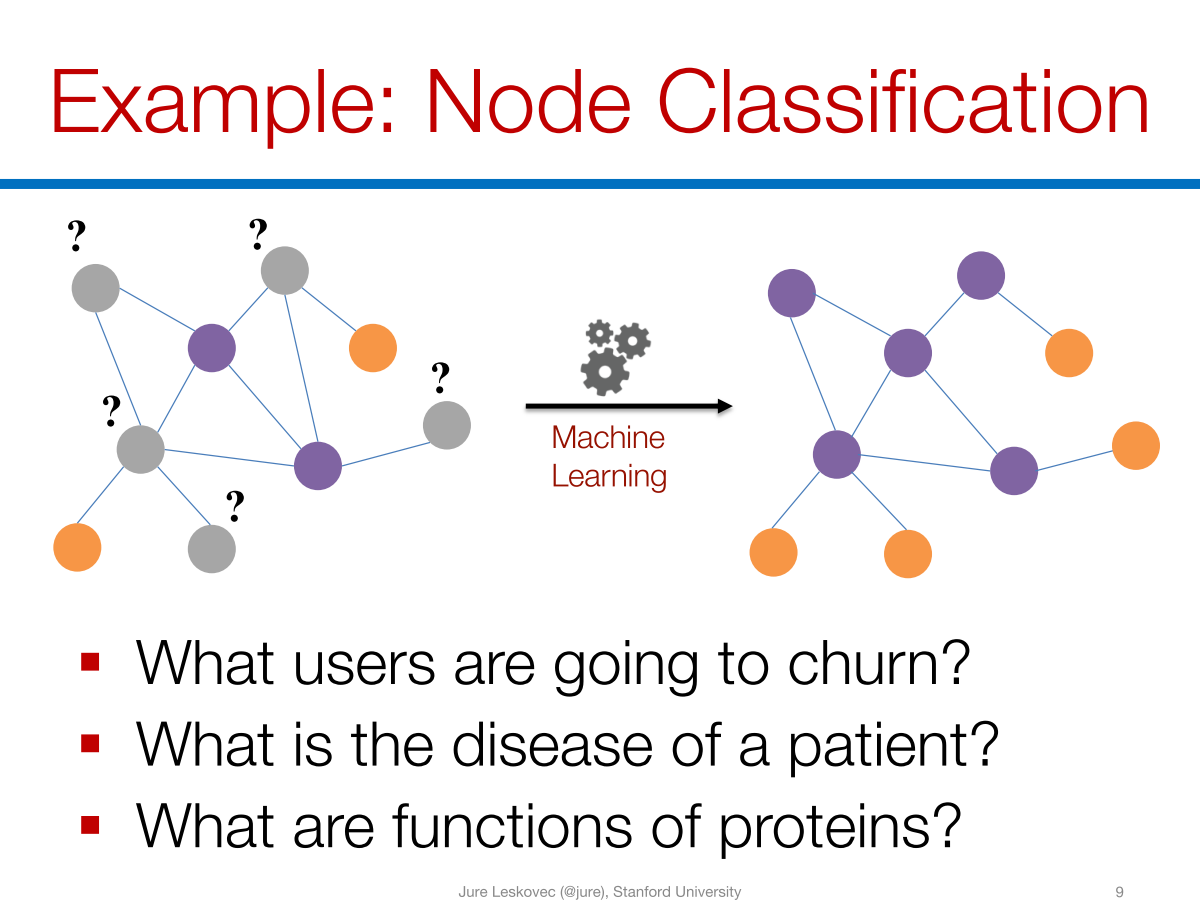 Example: Node Classification
?
?
?
?
?
Machine
Learning
▪ What users are going to churn?
▪ What is the disease of a patient?
▪ What are functions of proteins?
Jure Leskovec (@jure), Stanford University
9